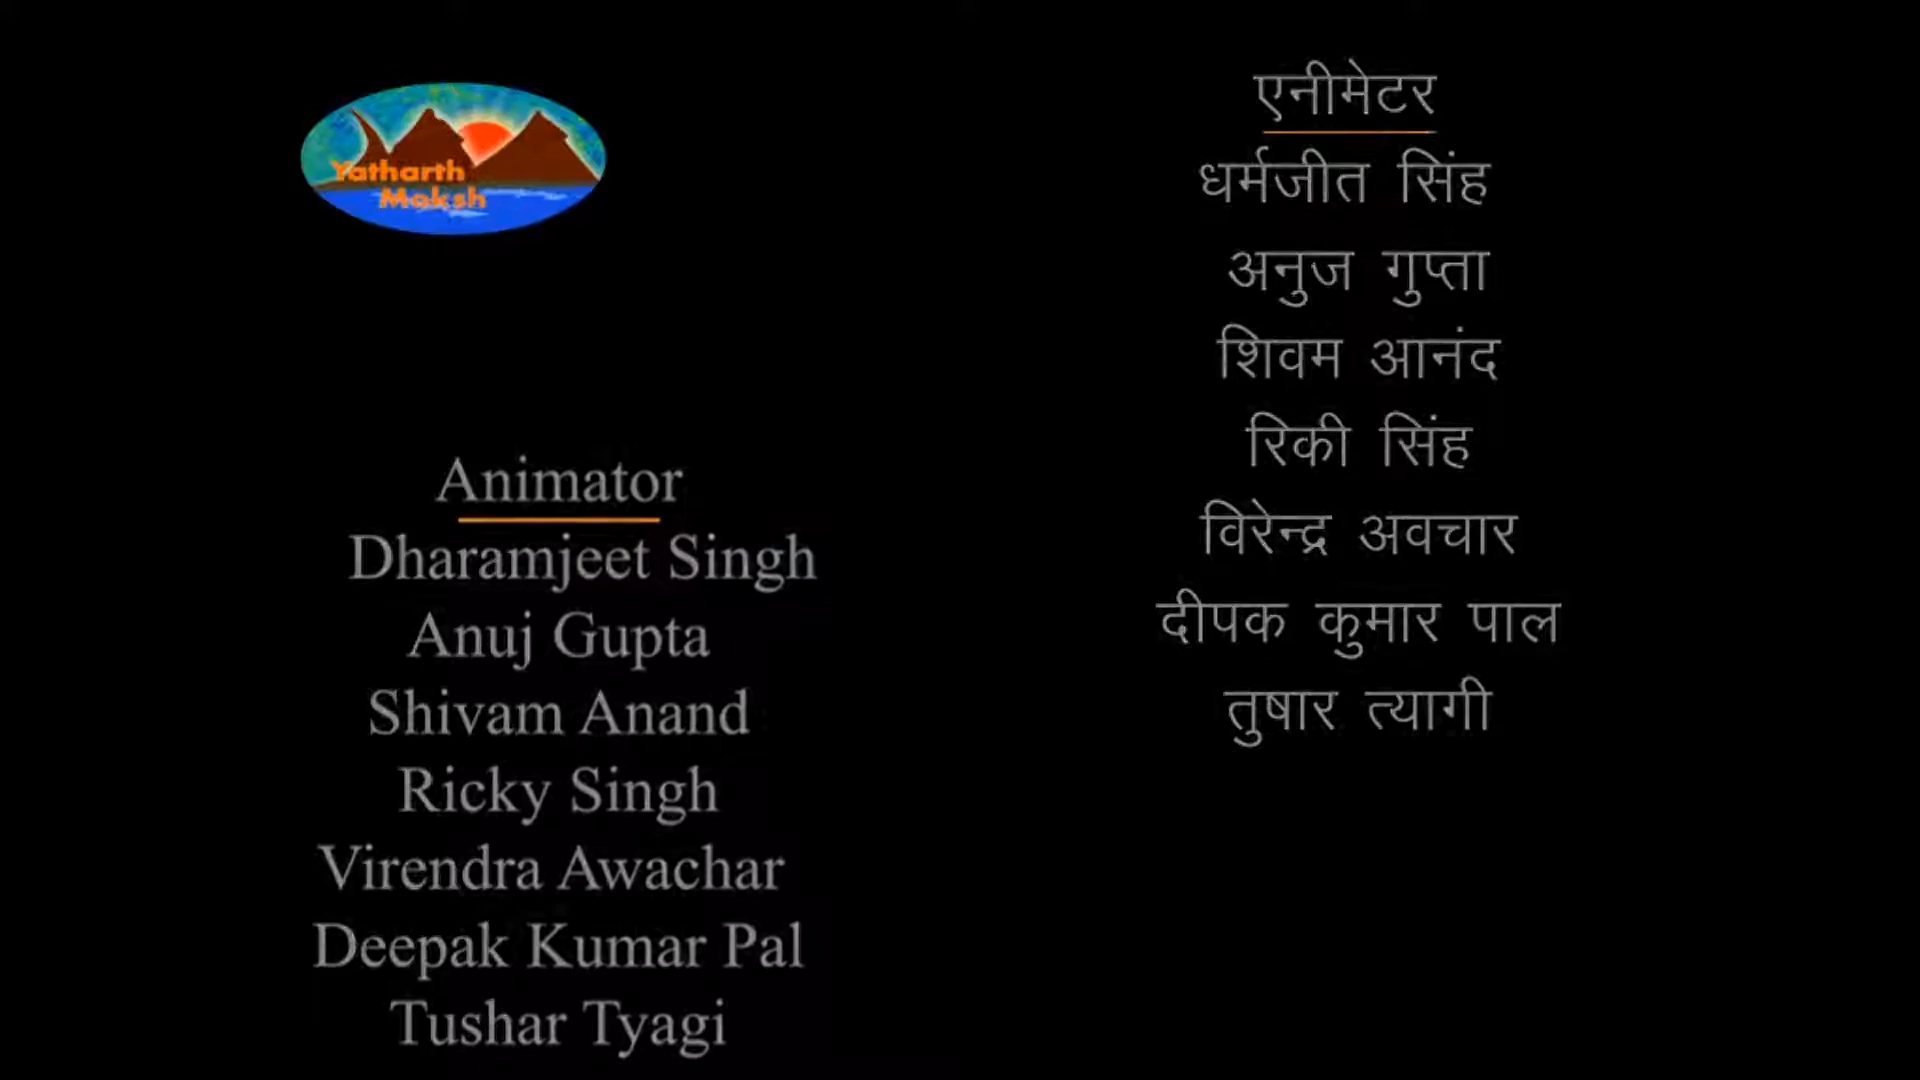 Yatharth
Moksh
Animator
Dharamjeet Singh
Anuj Gupta
Shivam Anand
Ricky Singh
Virendra Awachar
Deepak Kumar Pal
Tushar Tyagi
एनीमेटर
धर्मजीत सिंह
अनुज गुप्ता
शिवम आनंद
रिकी सिंह
विरेन्द्र अवचार
दीपक कुमार पाल
तुषार त्यागी